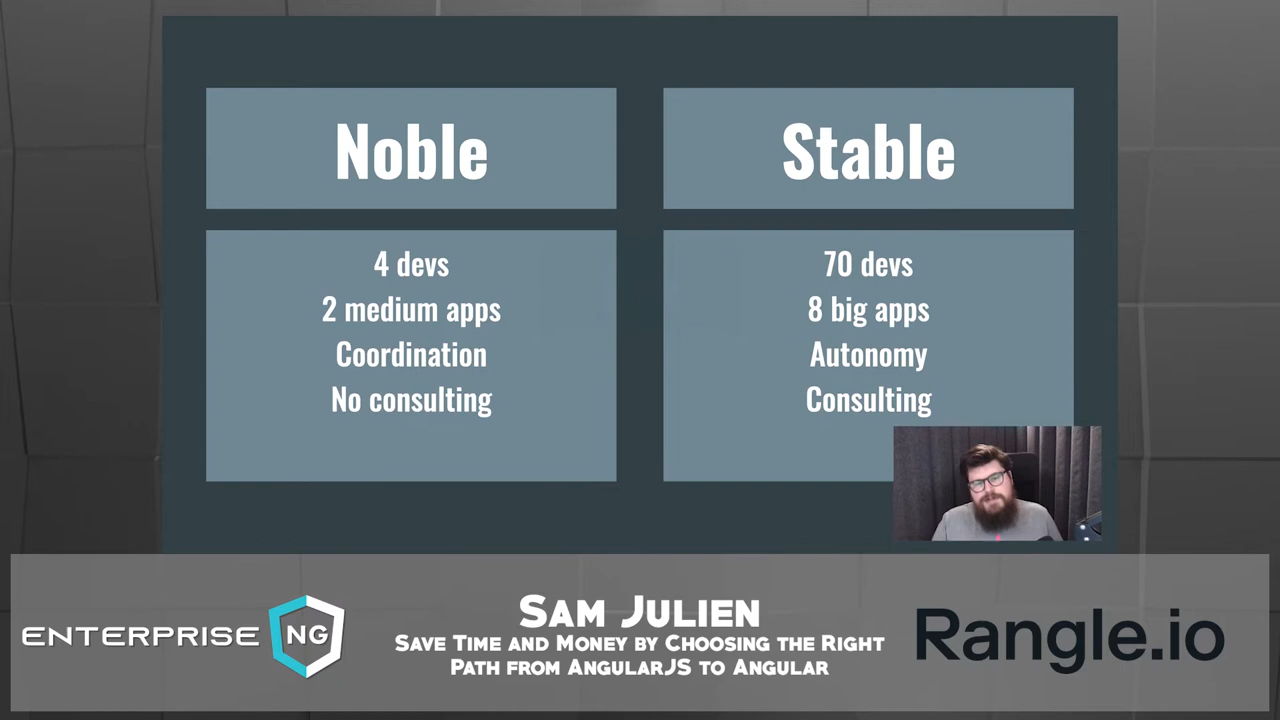 Noble
4 devs
2 medium apps
Coordination
No consulting
Stable
70 devs
8 big apps
Autonomy
Consulting
ENTERPRISE NG
SAM JULIEN
SAVE TIME AND MONEY BY CHOOSING THE RIGHT
PATH FROM ANGULARJS TO ANGULAR
Rangle.io